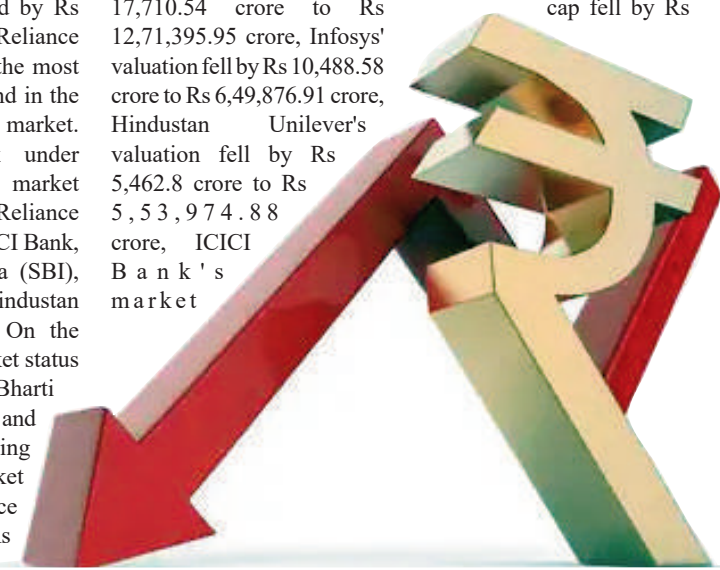 d by Rs
Reliance
the most
nd in the
market.
under
market
Reliance
CI Bank,
a (SBI),
industan
On the
ket status
Bharti
and
ing
ket
ce
s
17,710.54 crore to Rs
12,71,395.95 crore, Infosys'
valuation fell by Rs 10,488.58
crore to Rs 6,49,876.91 crore,
Hindustan Unilever's
valuation fell by Rs
5,462.8 crore to Rs
5,53,974.88
crore, ICICI
Bank's
market
cap fell by Rs